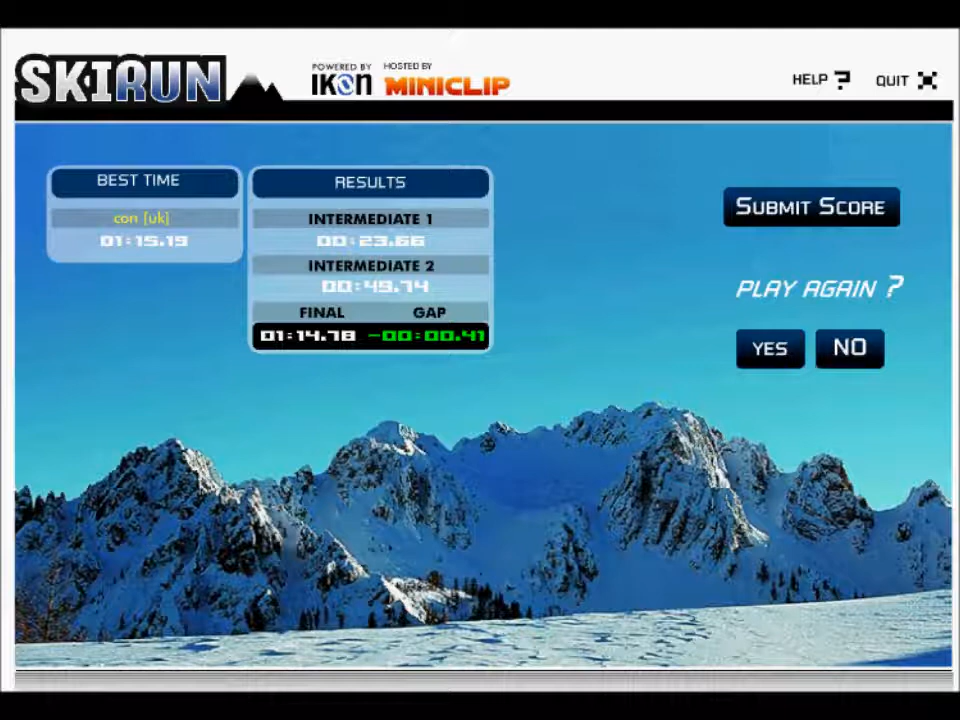 SKIRUN
POWERED BY
IKON
HOSTED BY
MINICLIP
HELP ?
QUIT
BEST TIME
con [uk]
01:15.19
RESULTS
INTERMEDIATE 1
00:23.66
INTERMEDIATE 2
00:49.74
FINAL GAP
01:14.78 -00:00.41
SUBMIT SCORE
PLAY AGAIN ?
YES NO